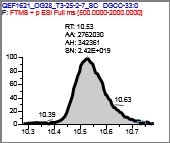 QEF1621_OG28_T3-25-2-7_SC DGCC-33:0
F: FTMS + p ESI Full ms [500.0000-2000.0000]
RT: 10.53
AA: 2762030
AH: 342361
SN: 2.42E+019
100
80
60
40
20
0
10.39
10.63
10.3 10.4 10.5 10.6 10.7